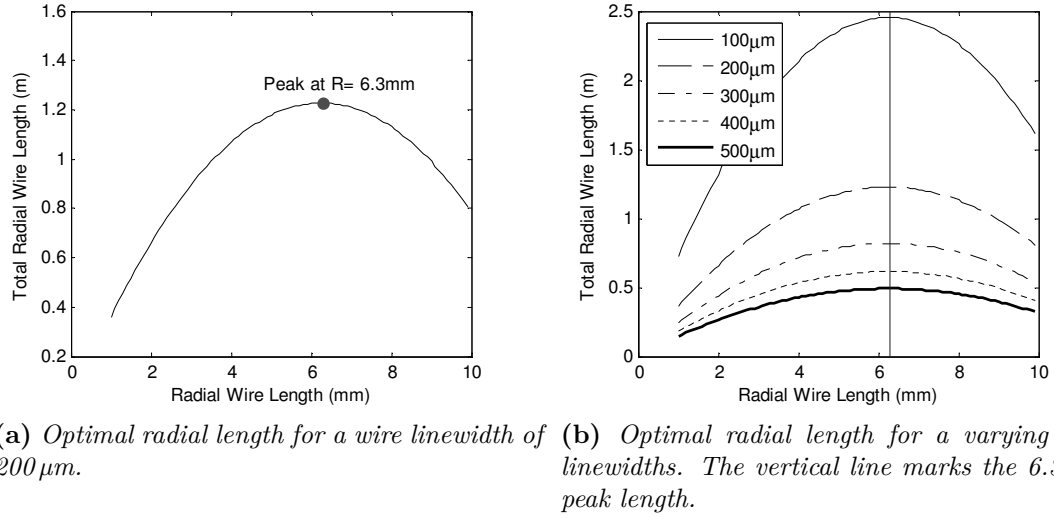 1.6
1.4
1.2
1
0.8
0.6
0.4
0.2
0 2 4 6 8 10
Total Radial Wire Length (m)
Radial Wire Length (mm)
Peak at R= 6.3mm
2.5
2
1.5
1
0.5
0
0 2 4 6 8 10
Total Radial Wire Length (m)
Radial Wire Length (mm)
100μm
200μm
300μm
400μm
500μm
(a) Optimal radial length for a wire linewidth of
200 μm.
(b) Optimal radial length for a varying
linewidths. The vertical line marks the 6.3
peak length.